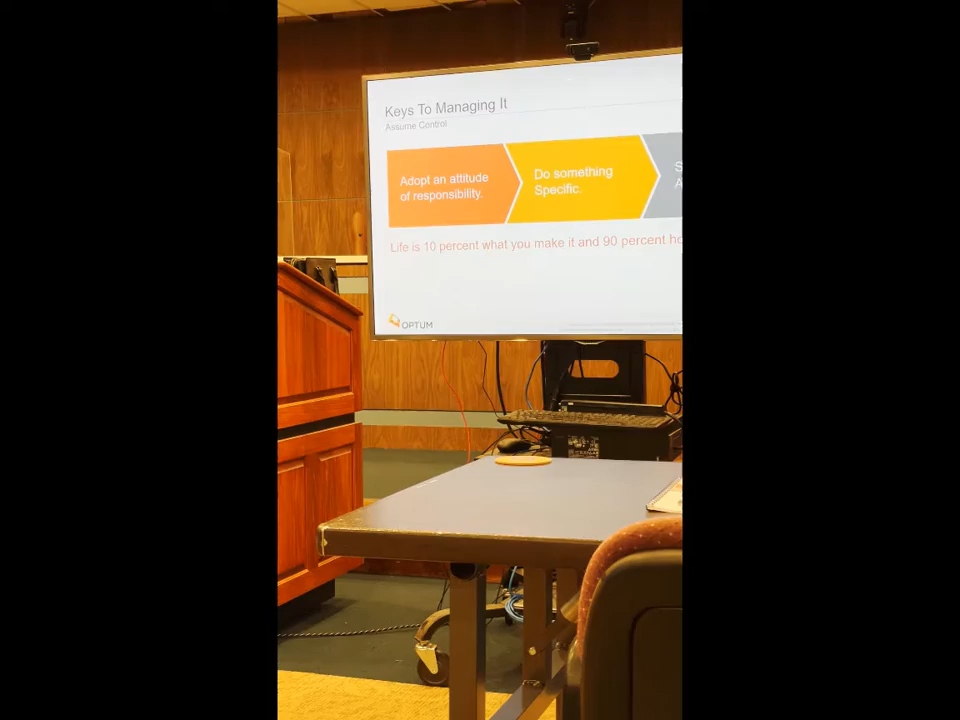 Keys To Managing It
Assume Control
Adopt an attitude
of responsibility.
Do something
Specific.
S
A
Life is 10 percent what you make it and 90 percent ho
OPTUM